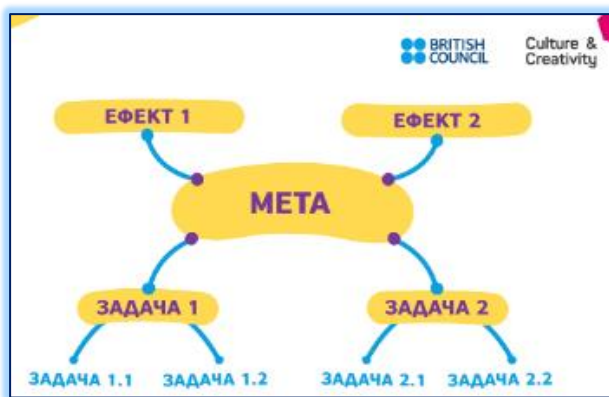 BRITISH
COUNCIL
Culture &
Creativity
ЕФЕКТ 1
ЕФЕКТ 2
МЕТА
ЗАДАЧА 1
ЗАДАЧА 2
ЗАДАЧА 1.1
ЗАДАЧА 1.2
ЗАДАЧА 2.1
ЗАДАЧА 2.2